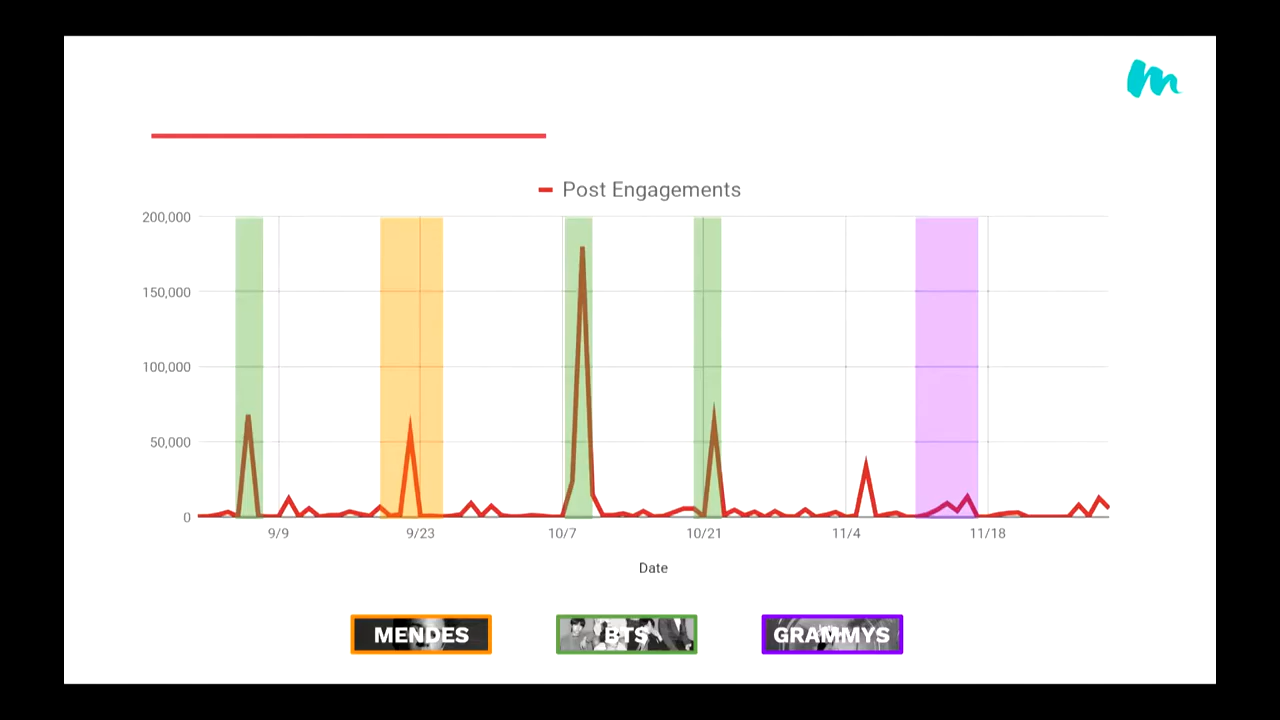 m
Post Engagements
200,000
150,000
100,000
50,000
0
9/9 9/23 10/7 10/21 11/4 11/18
Date
MENDES BTS GRAMMYS